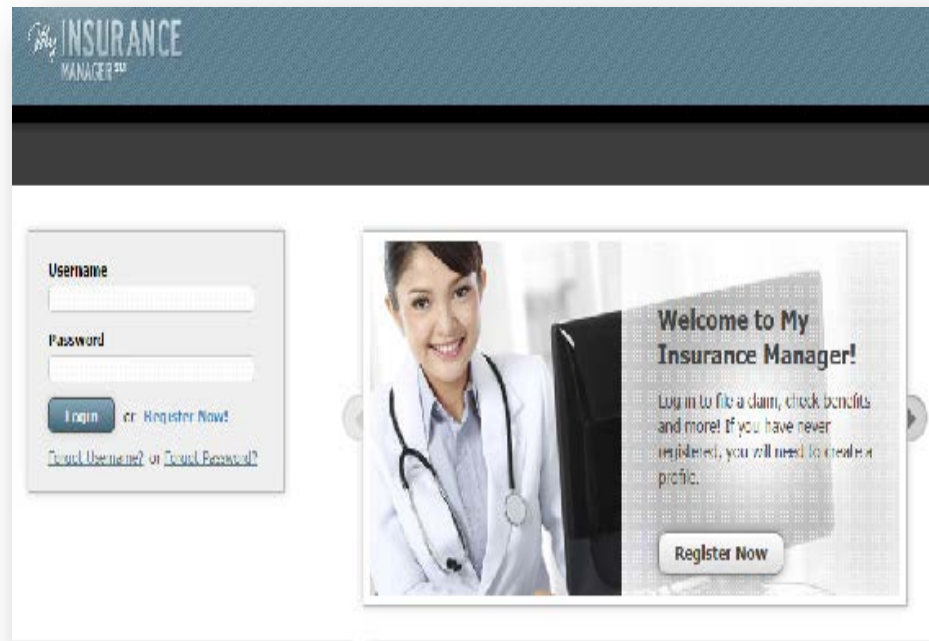 My INSURANCE
MANAGER SM
Username
Password
Login or Register Now!
Forgot Username? or Forgot Password?
Welcome to My
Insurance Manager!
Log in to file a claim, check benefits
and more! If you have never
registered, you will need to create a
profile.
Register Now